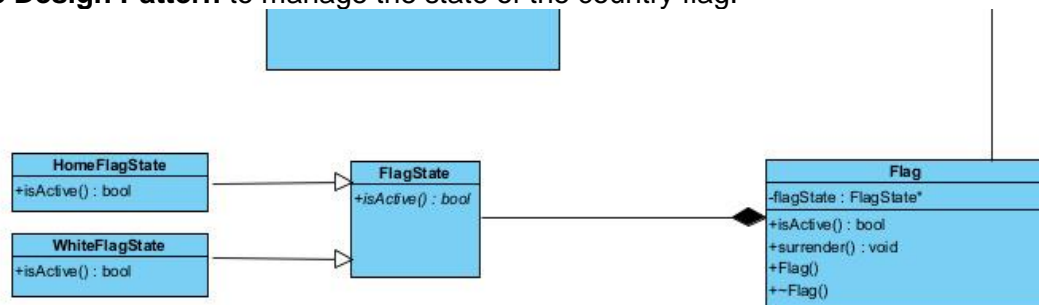 Design Pattern to manage the state of the country flag.
HomeFlagState
+isActive() : bool
FlagState
+isActive() : bool
WhiteFlagState
+isActive() : bool
Flag
-flagState : FlagState*
+isActive() : bool
+surrender() : void
+Flag()
+~Flag()